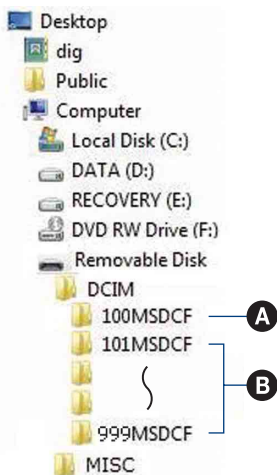 Desktop
dig
Public
Computer
Local Disk (C:)
DATA (D:)
RECOVERY (E:)
DVD RW Drive (F:)
Removable Disk
DCIM
100MSDCF
A
101MSDCF
B
999MSDCF
MISC